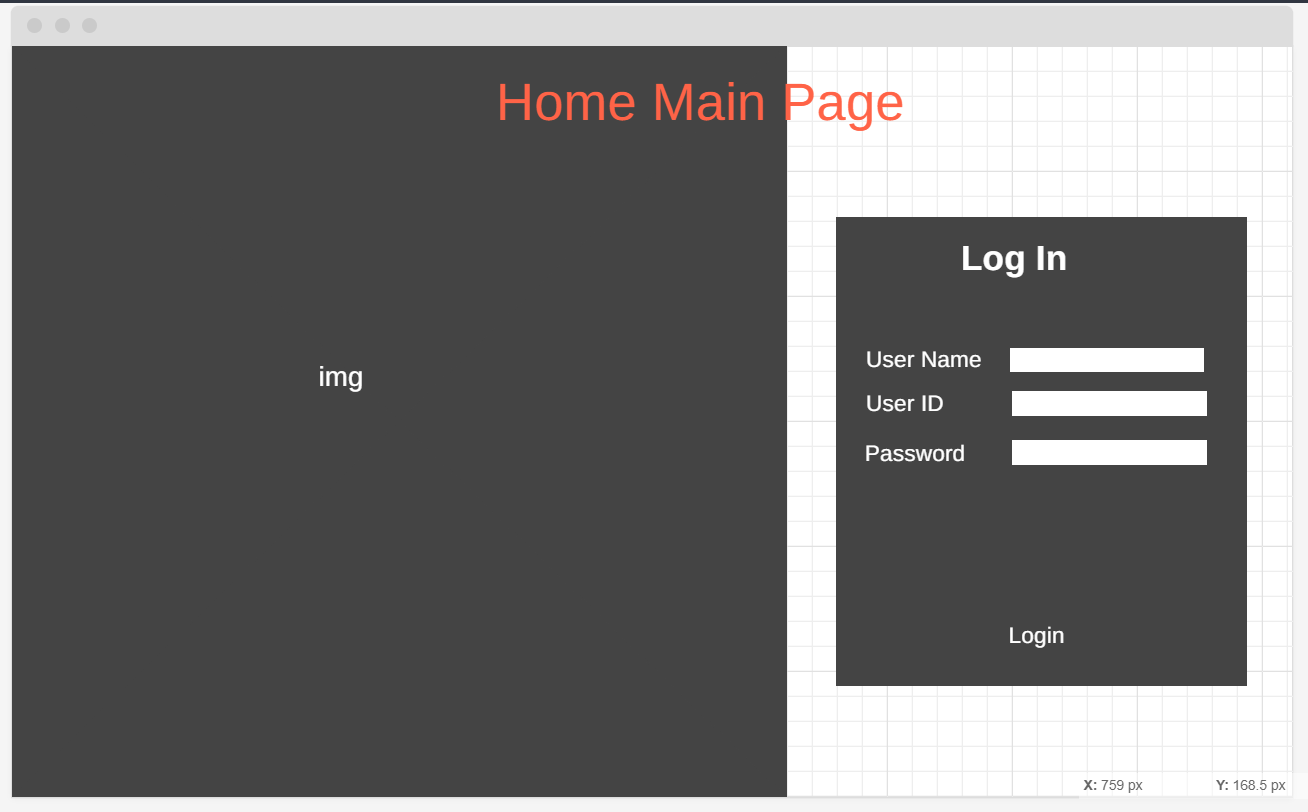 Home Main Page
img
Log In
User Name
User ID
Password
Login
X: 759 px Y: 168.5 px